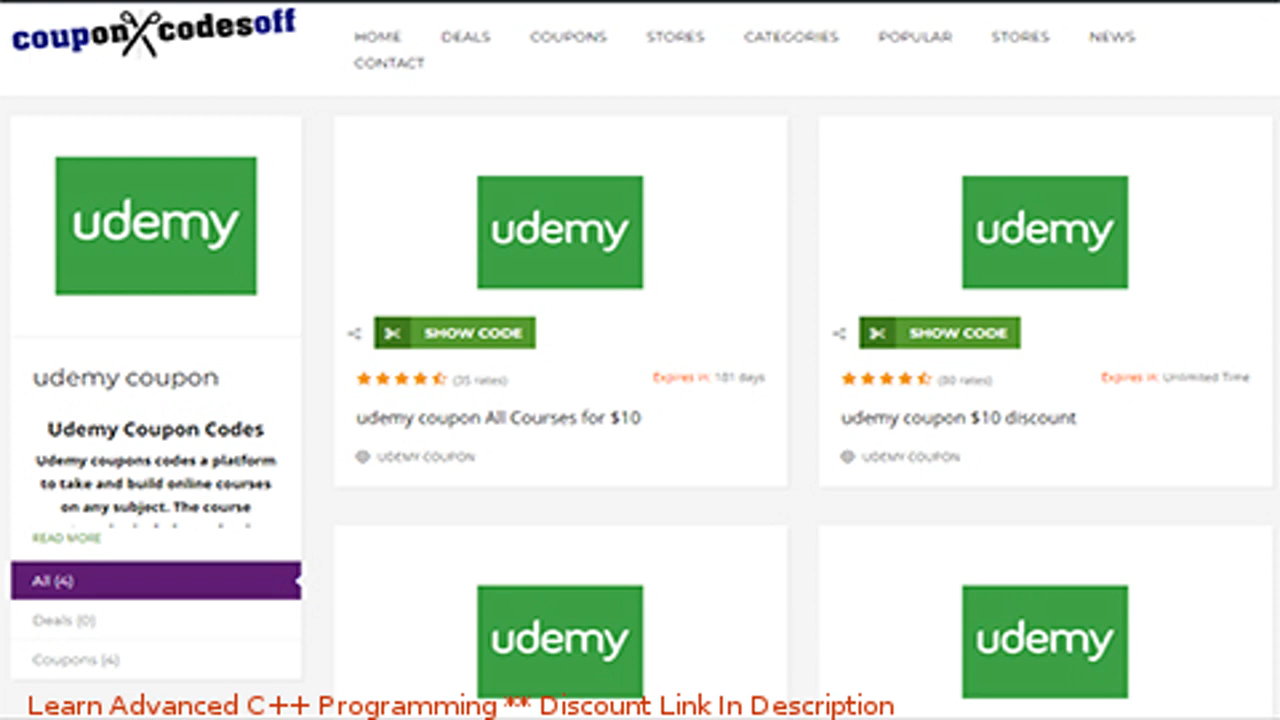 couponcodesoff
HOME DEALS COUPONS STORES CATEGORIES POPULAR STORES NEWS
CONTACT
udemy
udemy coupon
Udemy Coupon Codes
Udemy coupons codes a platform
to take and build online courses
on any subject. The course
READ MORE
All (4)
Deals (0)
Coupons (4)
udemy
SHOW CODE
(35 rates) Expires in: 181 days
udemy coupon All Courses for $10
UDEMY COUPON
udemy
SHOW CODE
(80 rates) Expires in: Unlimited Time
udemy coupon $10 discount
UDEMY COUPON
udemy
udemy
Learn Advanced C++ Programming ** Discount Link In Description